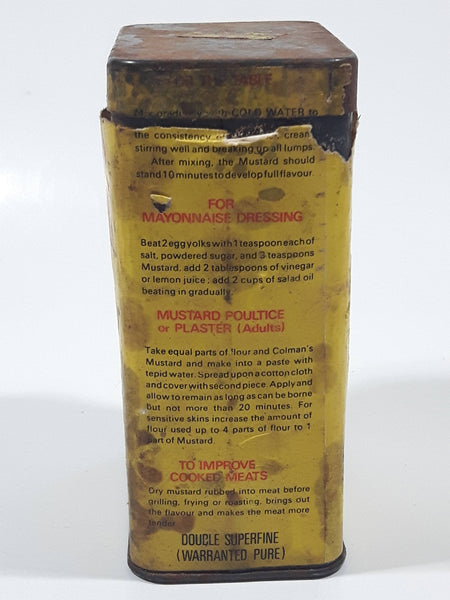 TABLE
COLD WATER to
the consistency of cream
stirring well and breaking up all lumps.
After mixing, the Mustard should
stand 10 minutes to develop full flavour.
FOR
MAYONNAISE DRESSING
Beat 2 egg yolks with 1 teaspoon each of
salt, powdered sugar, and 3 teaspoons
Mustard, add 2 tablespoons of vinegar
or lemon juice; add 2 cups of salad oil
beating in gradually.
MUSTARD POULTICE
or PLASTER (Adults)
Take equal parts of flour and Colman's
Mustard and make into a paste with
tepid water. Spread upon a cotton cloth
and cover with second piece. Apply and
allow to remain as long as can be borne
but not more than 20 minutes. For
sensitive skins increase the amount of
flour used up to 4 parts of flour to 1
part of Mustard.
TO IMPROVE
COOKED MEATS
Dry mustard rubbed into meat before
grilling, frying or roasting, brings out
the flavour and makes the meat more
tender.
DOUBLE SUPERFINE
(WARRANTED PURE)